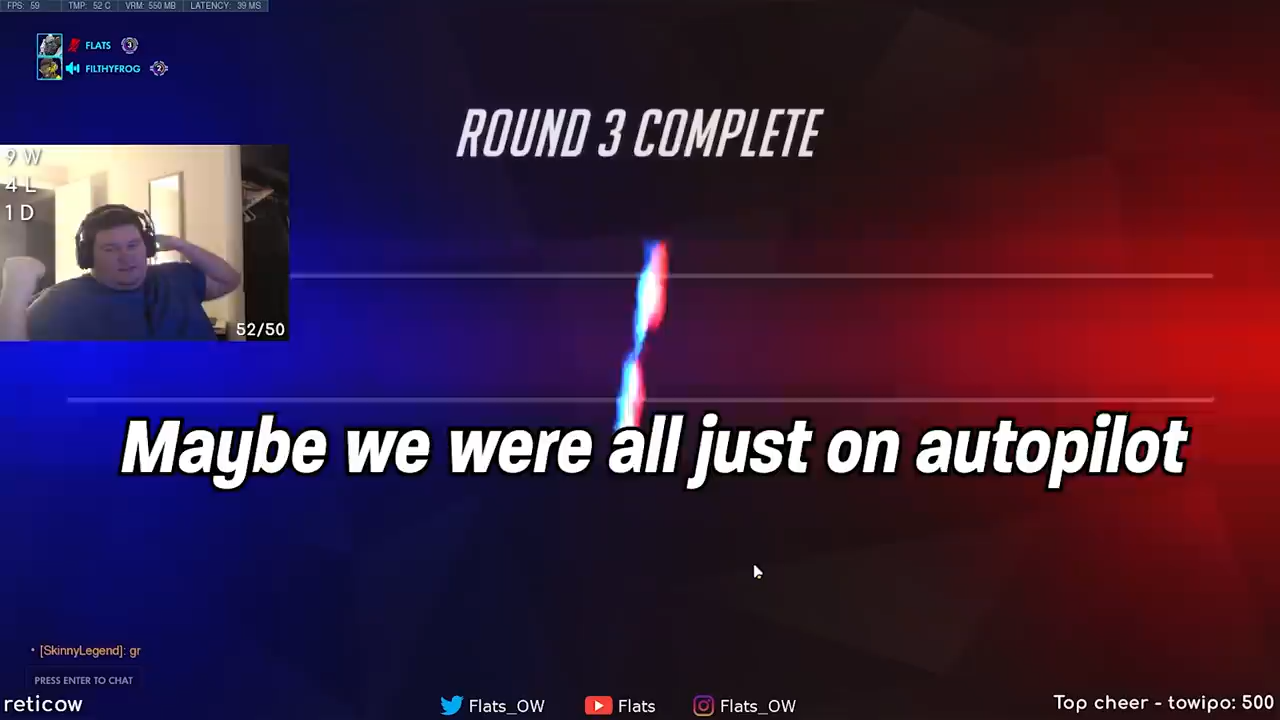 FPS: 59 TMP: 52 C VRM: 550 MB LATENCY: 39 MS
FLATS 3
FILTHYFROG 2
ROUND 3 COMPLETE
9 W
4 L
1 D
52/50
Maybe we were all just on autopilot
[SkinnyLegend]: gr
PRESS ENTER TO CHAT
reticow Flats_OW Flats Flats_OW Top cheer - towipo: 500